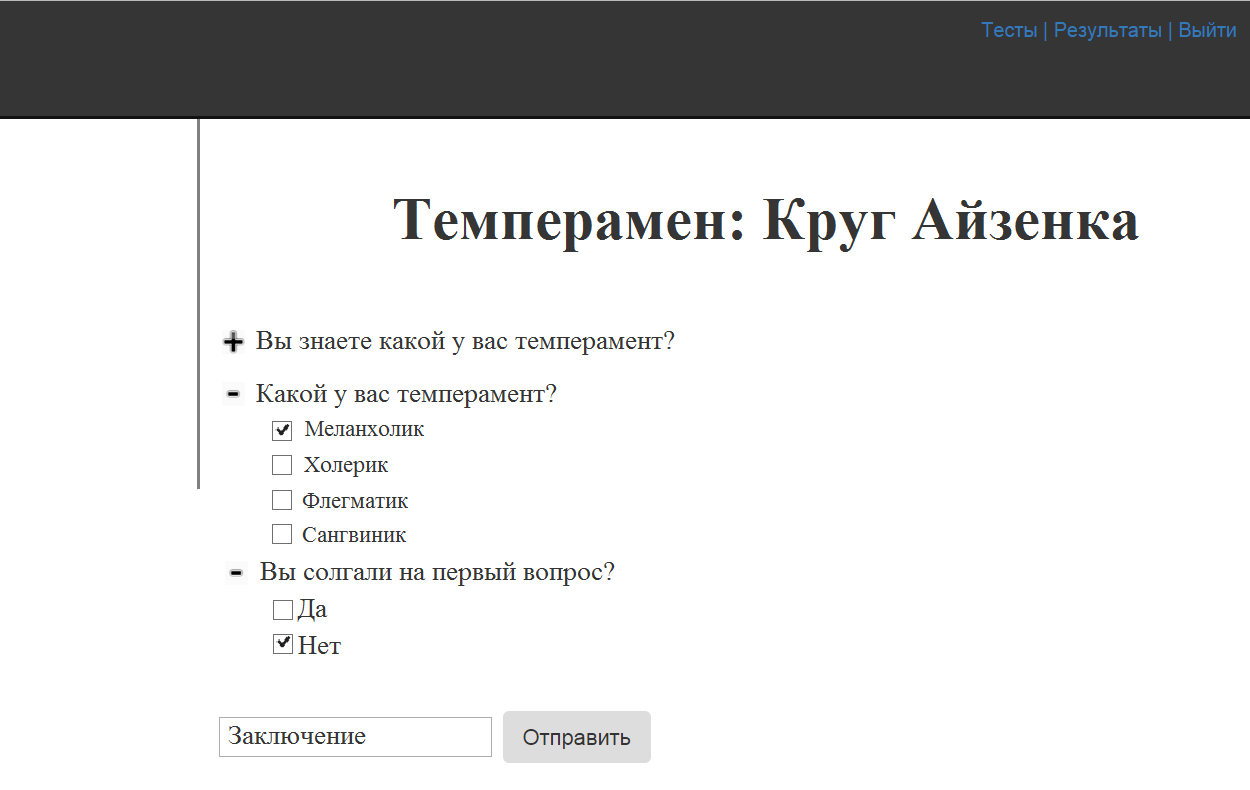 Тесты | Результаты | Выйти
Темперамен: Круг Айзенка
Вы знаете какой у вас темперамент?
Какой у вас темперамент?
Меланхолик
Холерик
Флегматик
Сангвиник
Вы солгали на первый вопрос?
Да
Нет
Заключение Отправить